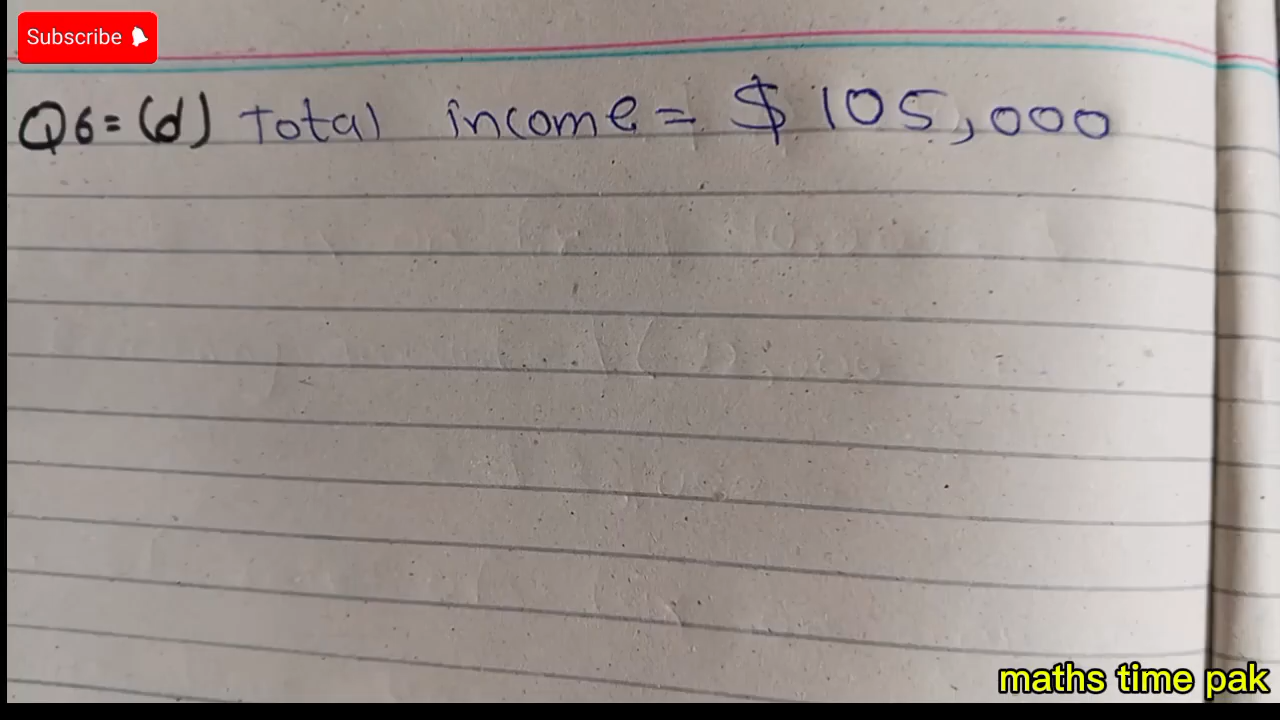 Subscribe
Q6=(d) Total income = $ 105,000
maths time pak